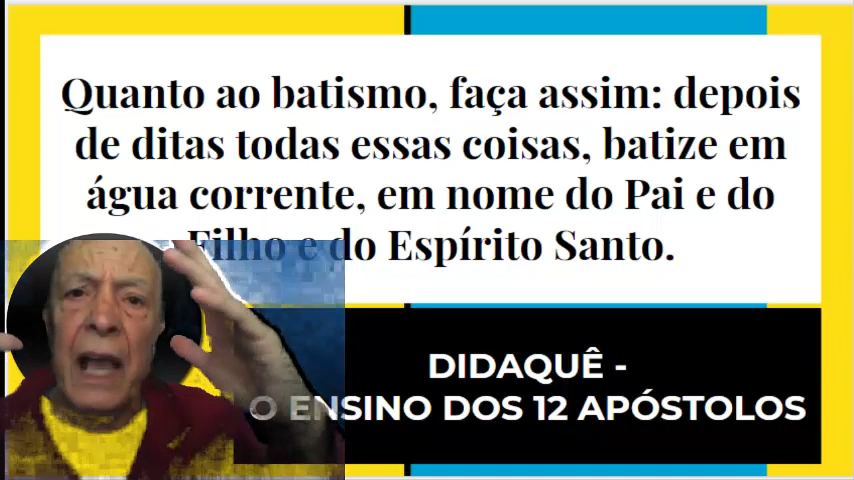 Quanto ao batismo, faça assim: depois
de ditas todas essas coisas, batize em
água corrente, em nome do Pai e do
Filho e do Espírito Santo.
DIDAQUÊ -
O ENSINO DOS 12 APÓSTOLOS